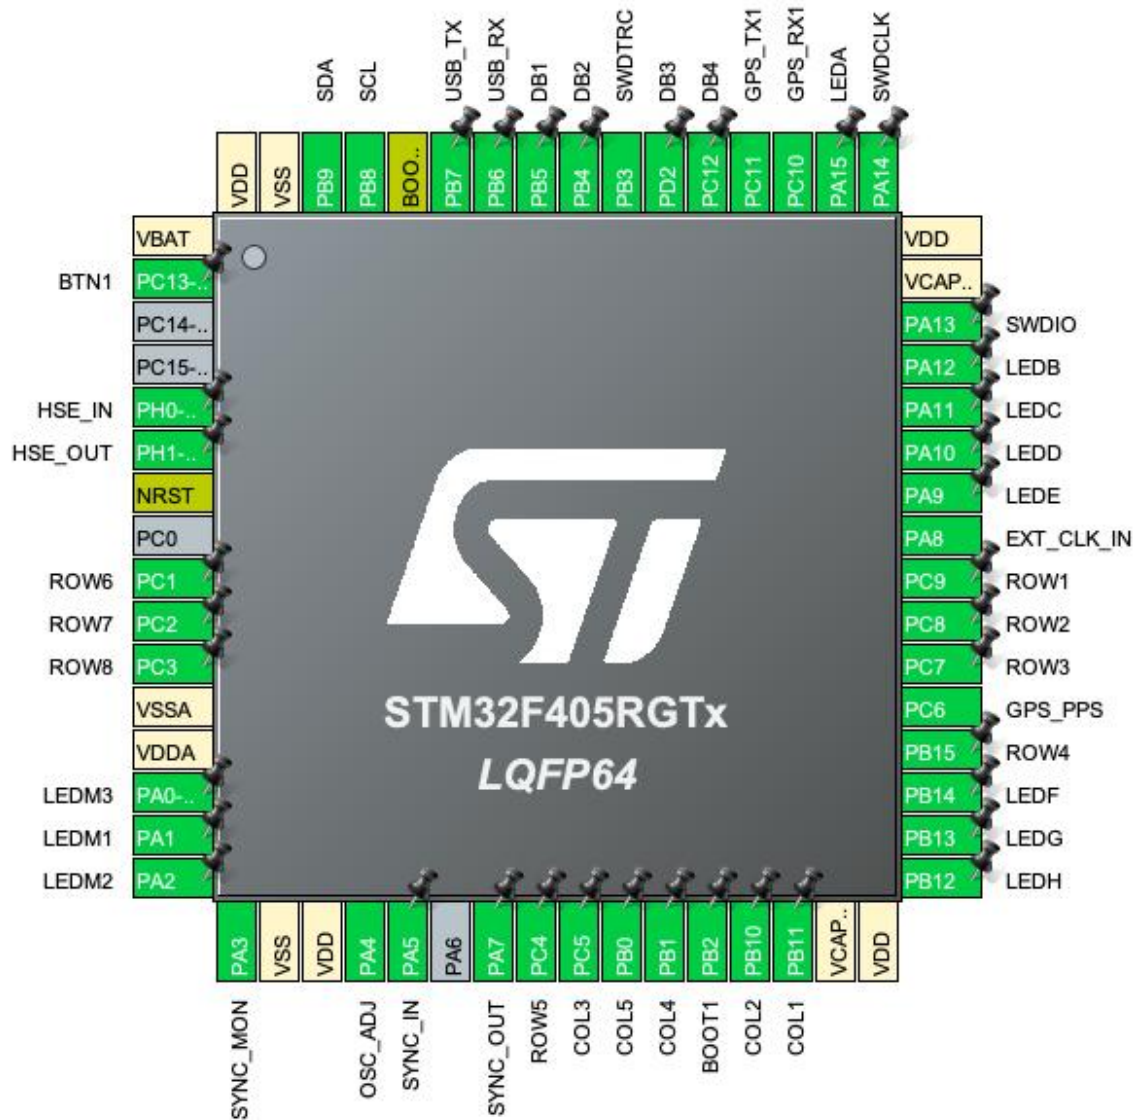 SDA
SCL
USB_TX
USB_RX
DB1
DB2
SWDTRC
DB3
DB4
GPS_TX1
GPS_RX1
LEDA
SWDCLK
VDD
VSS
PB9
PB8
BOO..
PB7
PB6
PB5
PB4
PB3
PD2
PC12
PC11
PC10
PA15
PA14
VBAT
BTN1 PC13-..
PC14-..
PC15-..
HSE_IN PH0-..
HSE_OUT PH1-..
NRST
PC0
ROW6 PC1
ROW7 PC2
ROW8 PC3
VSSA
VDDA
LEDM3 PA0-..
LEDM1 PA1
LEDM2 PA2
ST
STM32F405RGTx
LQFP64
VDD
VCAP..
PA13 SWDIO
PA12 LEDB
PA11 LEDC
PA10 LEDD
PA9 LEDE
PA8 EXT_CLK_IN
PC9 ROW1
PC8 ROW2
PC7 ROW3
PC6 GPS_PPS
PB15 ROW4
PB14 LEDF
PB13 LEDG
PB12 LEDH
PA3
VSS
VDD
PA4
PA5
PA6
PA7
PC4
PC5
PB0
PB1
PB2
PB10
PB11
VCAP..
VDD
SYNC_MON
OSC_ADJ
SYNC_IN
SYNC_OUT
ROW5
COL3
COL5
COL4
BOOT1
COL2
COL1